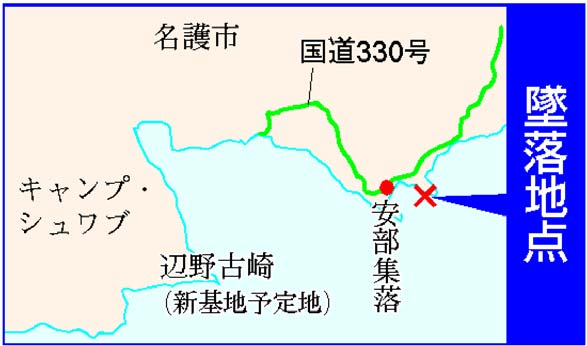 名護市
国道330号
墜落地点
キャンプ・
シュワブ
安部集落
辺野古崎
（新基地予定地）